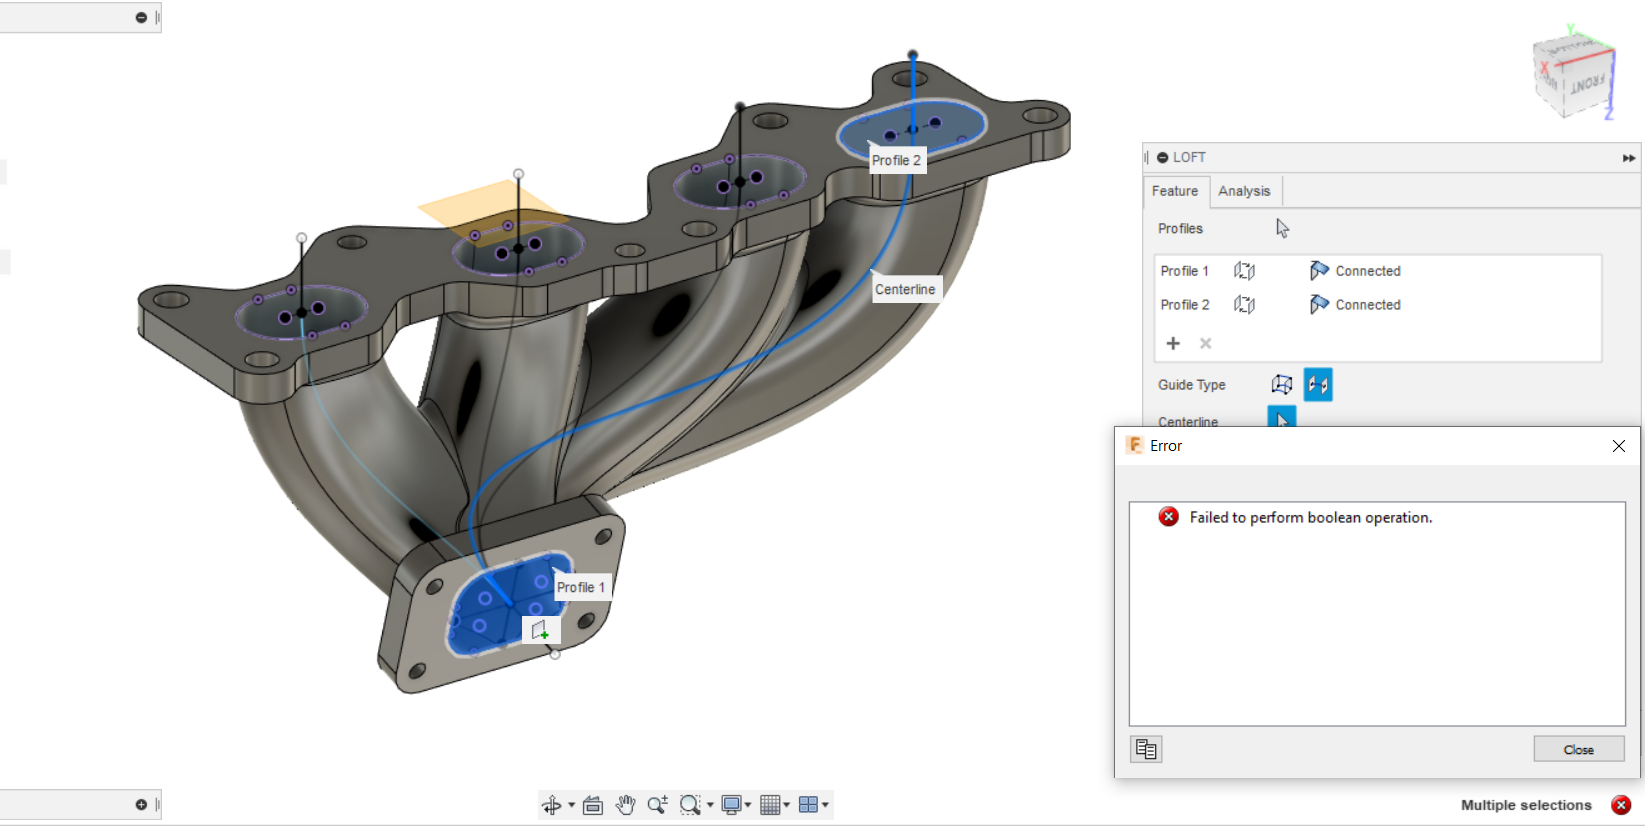 Y
BOTTOM
X
FRONT
Z
Profile 2
LOFT
Feature Analysis
Profiles
Profile 1 Connected
Centerline
Profile 2 Connected
Guide Type
Centerline
F Error
Failed to perform boolean operation.
Profile 1
Close
Multiple selections